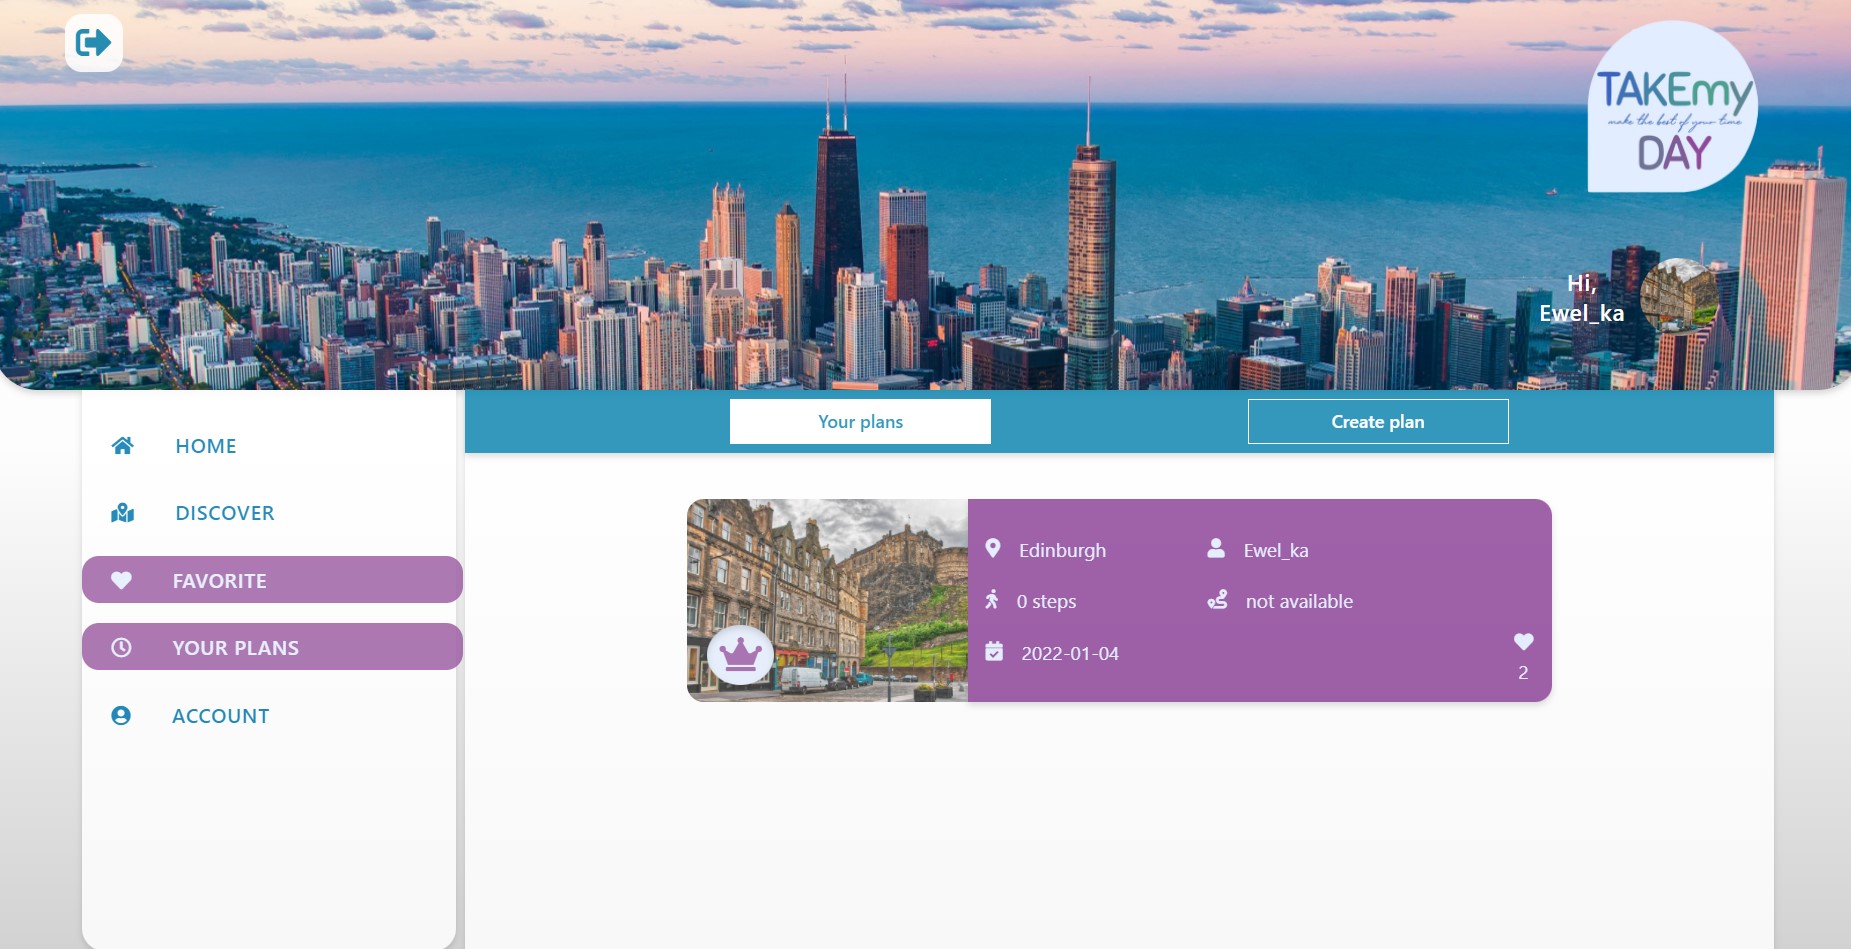 TAKEmy
make the best of your time
DAY
Hi,
Ewel_ka
HOME
DISCOVER
FAVORITE
YOUR PLANS
ACCOUNT
Your plans
Create plan
Edinburgh
Ewel_ka
0 steps
not available
2022-01-04
2